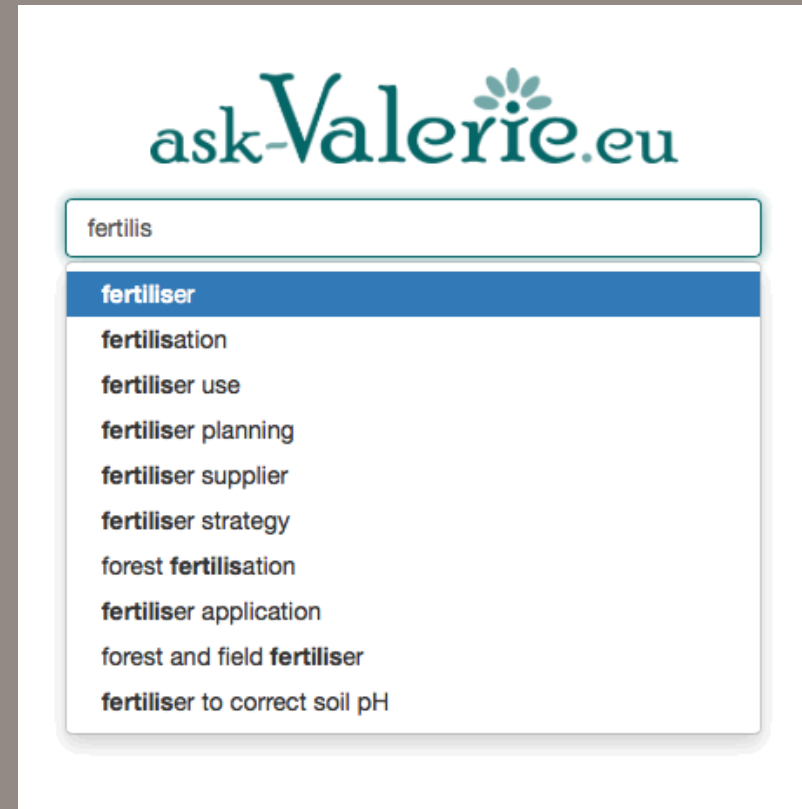 ask-Valerie.eu
fertilis
fertiliser
fertilisation
fertiliser use
fertiliser planning
fertiliser supplier
fertiliser strategy
forest fertilisation
fertiliser application
forest and field fertiliser
fertiliser to correct soil pH